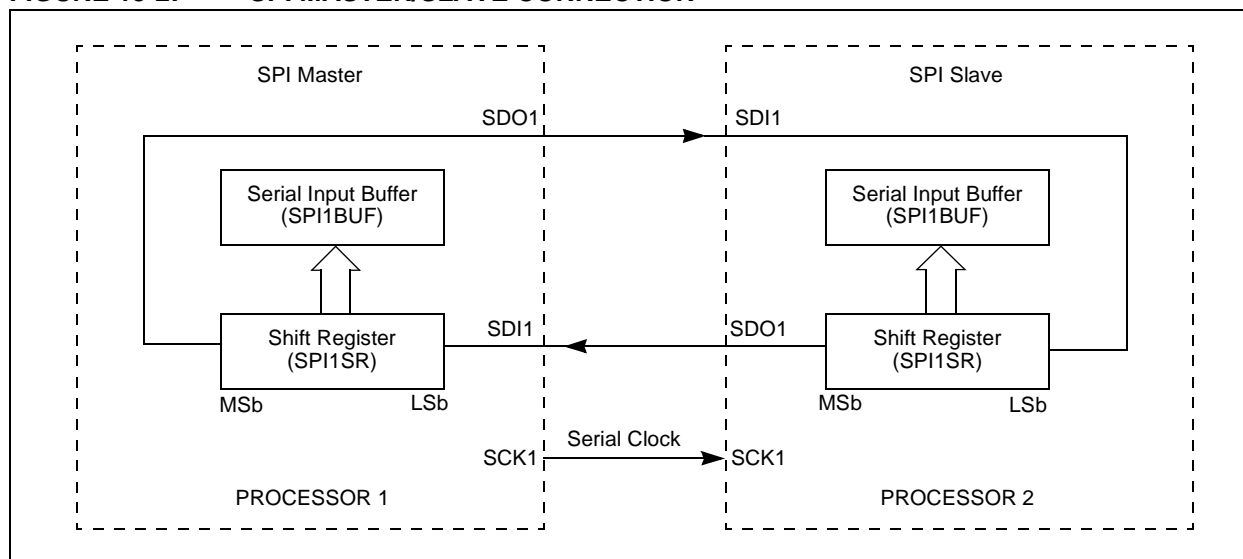 SPI Master
SPI Slave
SDO1
SDI1
Serial Input Buffer
(SPI1BUF)
Serial Input Buffer
(SPI1BUF)
Shift Register
(SPI1SR)
SDI1
SDO1
Shift Register
(SPI1SR)
MSb
LSb
MSb
LSb
Serial Clock
SCK1
SCK1
PROCESSOR 1
PROCESSOR 2